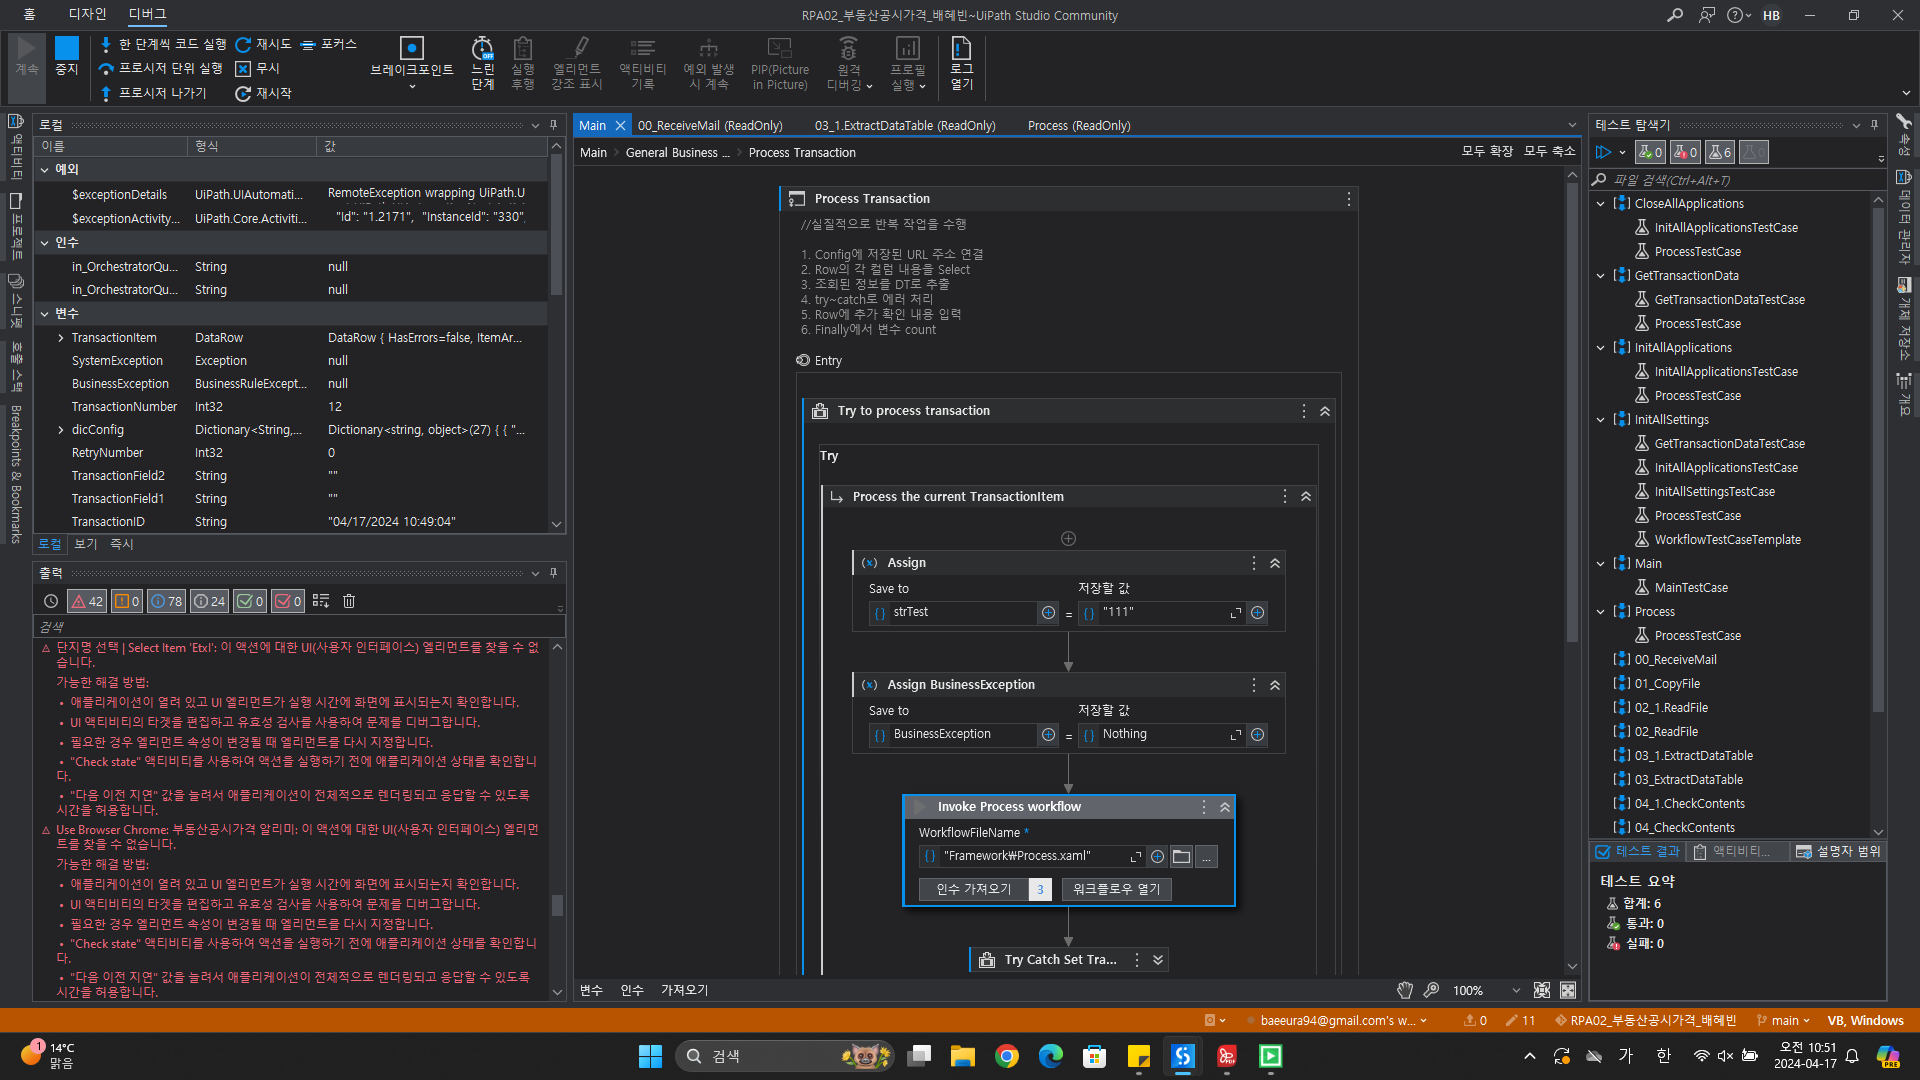 홈 디자인 디버그
RPA02_부동산공시가격_배혜빈~UiPath Studio Community
HB
계속
중지
한 단계씩 코드 실행
프로시저 단위 실행
프로시저 나가기
재시도
무시
재시작
포커스
브레이크포인트
느린
단계
실행
후행
엘리먼트
강조 표시
액티비티
기록
예외 발생
시 계속
PIP(Picture
in Picture)
원격
디버깅
프로필
실행
로그
열기
액티비티
프로젝트
스니펫
호출 스택
Breakpoints & Bookmarks
로컬
이름 형식 값
예외
$exceptionDetails UiPath.UIAutomati... RemoteException wrapping UiPath.U
$exceptionActivity... UiPath.Core.Activiti... "Id": "1.2171", "InstanceId": "330",
인수
in_OrchestratorQu... String null
in_OrchestratorQu... String null
변수
TransactionItem DataRow DataRow { HasErrors=false, ItemAr...
SystemException Exception null
BusinessException BusinessRuleExcept... null
TransactionNumber Int32 12
dicConfig Dictionary<String,... Dictionary<string, object>(27) { { "...
RetryNumber Int32 0
TransactionField2 String ""
TransactionField1 String ""
TransactionID String "04/17/2024 10:49:04"
로컬 보기 즉시
출력
42 0 78 24 0 0
검색
단지명 선택 | Select Item 'Etxl': 이 액션에 대한 UI(사용자 인터페이스) 엘리먼트를 찾을 수 없
습니다.
가능한 해결 방법:
• 애플리케이션이 열려 있고 UI 엘리먼트가 실행 시간에 화면에 표시되는지 확인합니다.
• UI 액티비티의 타겟을 편집하고 유효성 검사를 사용하여 문제를 디버그합니다.
• 필요한 경우 엘리먼트 속성이 변경될 때 엘리먼트를 다시 지정합니다.
• "Check state" 액티비티를 사용하여 액션을 실행하기 전에 애플리케이션 상태를 확인합니
다.
• "다음 이전 지연" 값을 늘려서 애플리케이션이 전체적으로 렌더링되고 응답할 수 있도록
시간을 허용합니다.
Use Browser Chrome: 부동산공시가격 알리미: 이 액션에 대한 UI(사용자 인터페이스) 엘리먼
트를 찾을 수 없습니다.
가능한 해결 방법:
• 애플리케이션이 열려 있고 UI 엘리먼트가 실행 시간에 화면에 표시되는지 확인합니다.
• UI 액티비티의 타겟을 편집하고 유효성 검사를 사용하여 문제를 디버그합니다.
• 필요한 경우 엘리먼트 속성이 변경될 때 엘리먼트를 다시 지정합니다.
• "Check state" 액티비티를 사용하여 액션을 실행하기 전에 애플리케이션 상태를 확인합니
다.
• "다음 이전 지연" 값을 늘려서 애플리케이션이 전체적으로 렌더링되고 응답할 수 있도록
시간을 허용합니다.
Main 00_ReceiveMail (ReadOnly) 03_1.ExtractDataTable (ReadOnly) Process (ReadOnly)
Main General Business ... Process Transaction
모두 확장 모두 축소
Process Transaction
//실질적으로 반복 작업을 수행
1. Config에 저장된 URL 주소 연결
2. Row의 각 컬럼 내용을 Select
3. 조회된 정보를 DT로 추출
4. try~catch로 에러 처리
5. Row에 추가 확인 내용 입력
6. Finally에서 변수 count
Entry
Try to process transaction
Try
Process the current TransactionItem
Assign
Save to 저장할 값
strTest = "111"
Assign BusinessException
Save to 저장할 값
BusinessException = Nothing
Invoke Process workflow
WorkflowFileName *
"Framework₩Process.xaml" ...
인수 가져오기 3 워크플로우 열기
Try Catch Set Tra...
변수 인수 가져오기
100%
테스트 탐색기
0 0 6 0
파일 검색(Ctrl+Alt+T)
CloseAllApplications
InitAllApplicationsTestCase
ProcessTestCase
GetTransactionData
GetTransactionDataTestCase
ProcessTestCase
InitAllApplications
InitAllApplicationsTestCase
ProcessTestCase
InitAllSettings
GetTransactionDataTestCase
InitAllApplicationsTestCase
InitAllSettingsTestCase
ProcessTestCase
WorkflowTestCaseTemplate
Main
MainTestCase
Process
ProcessTestCase
00_ReceiveMail
01_CopyFile
02_1.ReadFile
02_ReadFile
03_1.ExtractDataTable
03_ExtractDataTable
04_1.CheckContents
04_CheckContents
테스트 결과 액티비티... 설명자 범위
테스트 요약
합계: 6
통과: 0
실패: 0
속성
데이터 관리자
개체 저장소
개요
baeeura94@gmail.com's w... 0 11 RPA02_부동산공시가격_배혜빈 main VB, Windows
1
14°C
맑음
검색
가 한
오전 10:51
2024-04-17
PRE